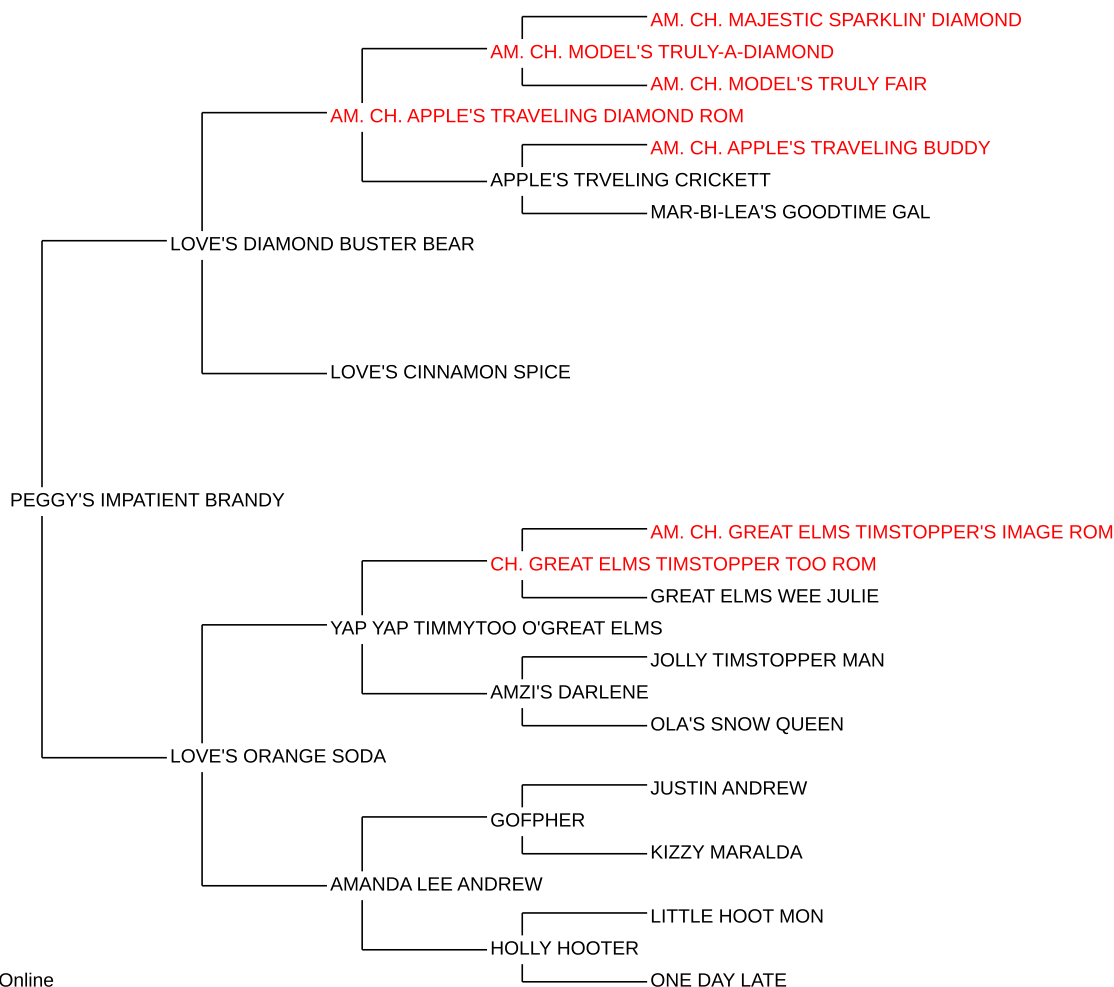 AM. CH. MAJESTIC SPARKLIN' DIAMOND
AM. CH. MODEL'S TRULY-A-DIAMOND
AM. CH. MODEL'S TRULY FAIR
AM. CH. APPLE'S TRAVELING DIAMOND ROM
AM. CH. APPLE'S TRAVELING BUDDY
APPLE'S TRVELING CRICKETT
MAR-BI-LEA'S GOODTIME GAL
LOVE'S DIAMOND BUSTER BEAR
LOVE'S CINNAMON SPICE
PEGGY'S IMPATIENT BRANDY
AM. CH. GREAT ELMS TIMSTOPPER'S IMAGE ROM
CH. GREAT ELMS TIMSTOPPER TOO ROM
GREAT ELMS WEE JULIE
YAP YAP TIMMYTOO O'GREAT ELMS
JOLLY TIMSTOPPER MAN
AMZI'S DARLENE
OLA'S SNOW QUEEN
LOVE'S ORANGE SODA
JUSTIN ANDREW
GOFPHER
KIZZY MARALDA
AMANDA LEE ANDREW
LITTLE HOOT MON
HOLLY HOOTER
ONE DAY LATE
Online